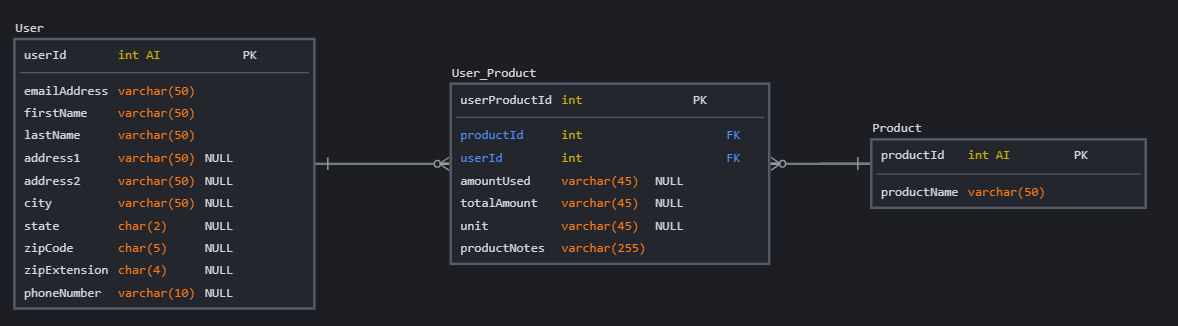 User
userId int AI PK
emailAddress varchar(50)
firstName varchar(50)
lastName varchar(50)
address1 varchar(50) NULL
address2 varchar(50) NULL
city varchar(50) NULL
state char(2) NULL
zipCode char(5) NULL
zipExtension char(4) NULL
phoneNumber varchar(10) NULL
User_Product
userProductId int PK
productId int FK
userId int FK
amountUsed varchar(45) NULL
totalAmount varchar(45) NULL
unit varchar(45) NULL
productNotes varchar(255)
Product
productId int AI PK
productName varchar(50)